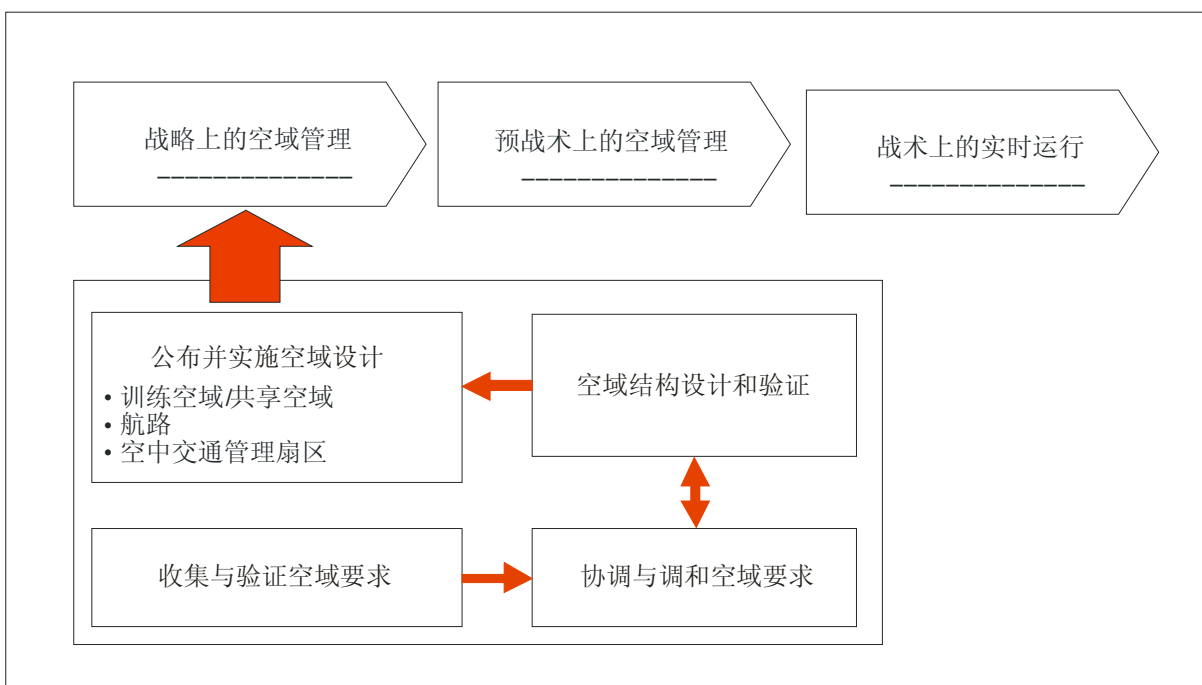 战略上的空域管理
预战术上的空域管理
战术上的实时运行
公布并实施空域设计
• 训练空域/共享空域
• 航路
• 空中交通管理扇区
空域结构设计和验证
收集与验证空域要求
协调与调和空域要求